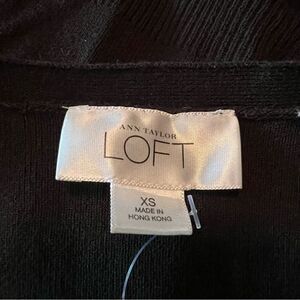 ANN TAYLOR
LOFT
XS
MADE IN
HONG KONG